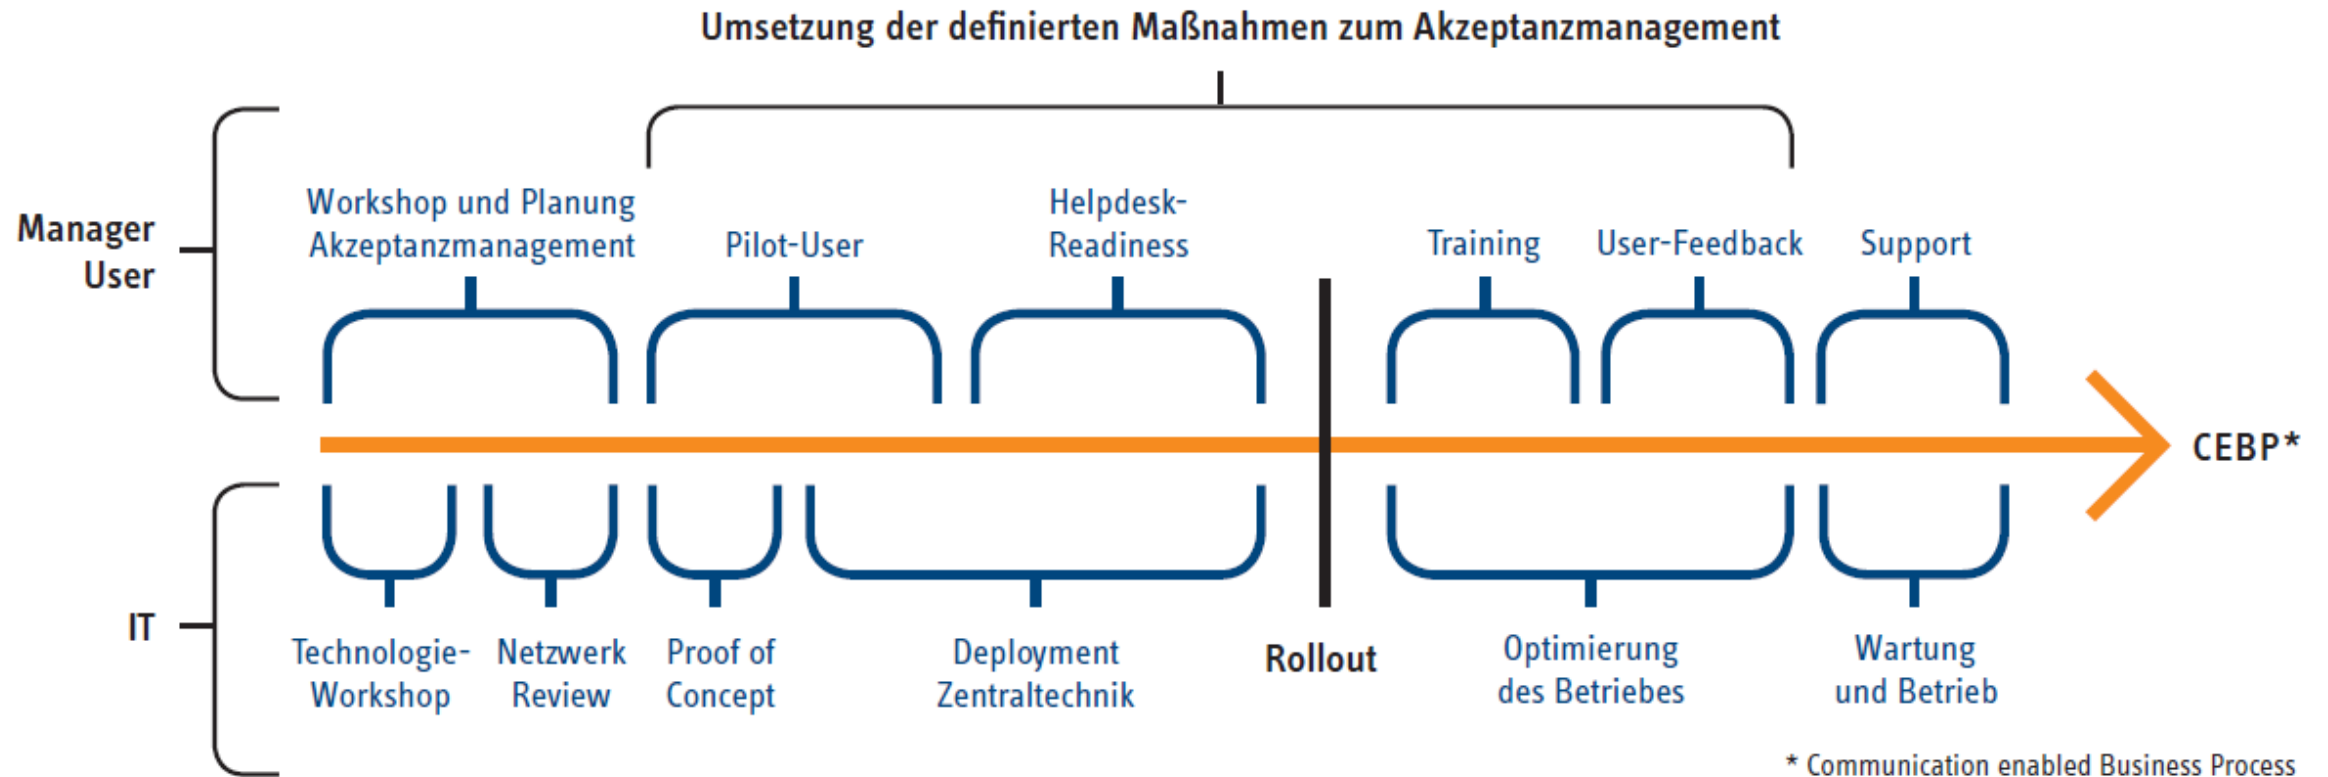 Umsetzung der definierten Maßnahmen zum Akzeptanzmanagement
Manager
User
Workshop und Planung
Akzeptanzmanagement
Pilot-User
Helpdesk-
Readiness
Training
User-Feedback
Support
CEBP*
IT
Technologie-
Workshop
Netzwerk
Review
Proof of
Concept
Deployment
Zentraltechnik
Rollout
Optimierung
des Betriebes
Wartung
und Betrieb
* Communication enabled Business Process